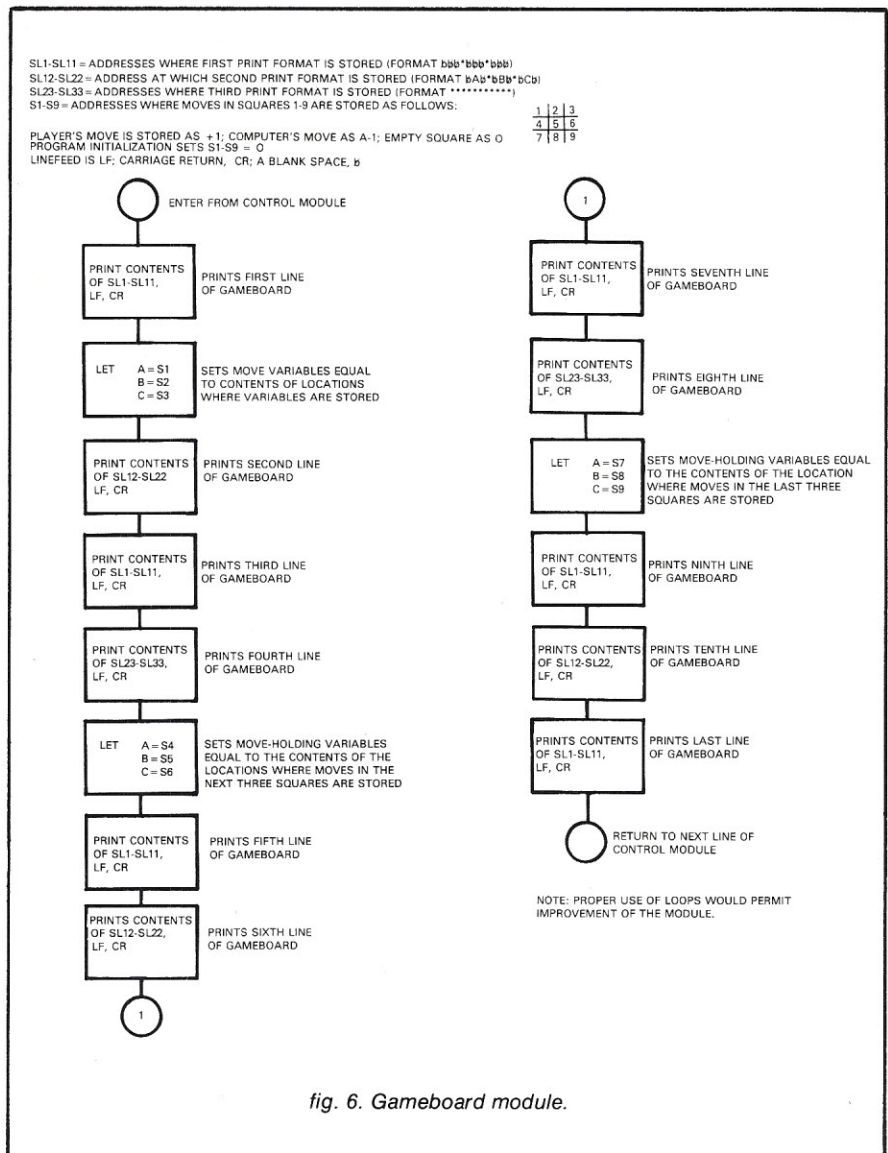 SL1-SL11 = ADDRESSES WHERE FIRST PRINT FORMAT IS STORED (FORMAT ƀƀƀ*ƀƀƀ*ƀƀƀ)
SL12-SL22 = ADDRESS AT WHICH SECOND PRINT FORMAT IS STORED (FORMAT ƀAƀ*ƀBƀ*ƀCƀ)
SL23-SL33 = ADDRESSES WHERE THIRD PRINT FORMAT IS STORED (FORMAT ***********)
S1-S9 = ADDRESSES WHERE MOVES IN SQUARES 1-9 ARE STORED AS FOLLOWS:
1 2 3
4 5 6
7 8 9
PLAYER'S MOVE IS STORED AS +1; COMPUTER'S MOVE AS A-1; EMPTY SQUARE AS O
PROGRAM INITIALIZATION SETS S1-S9 = O
LINEFEED IS LF; CARRIAGE RETURN, CR; A BLANK SPACE, ƀ
ENTER FROM CONTROL MODULE
PRINT CONTENTS
OF SL1-SL11,
LF, CR
PRINTS FIRST LINE
OF GAMEBOARD
LET A = S1
B = S2
C = S3
SETS MOVE VARIABLES EQUAL
TO CONTENTS OF LOCATIONS
WHERE VARIABLES ARE STORED
PRINT CONTENTS
OF SL12-SL22
LF, CR
PRINTS SECOND LINE
OF GAMEBOARD
PRINT CONTENTS
OF SL1-SL11,
LF, CR
PRINTS THIRD LINE
OF GAMEBOARD
PRINT CONTENTS
OF SL23-SL33,
LF, CR
PRINTS FOURTH LINE
OF GAMEBOARD
LET A = S4
B = S5
C = S6
SETS MOVE-HOLDING VARIABLES
EQUAL TO THE CONTENTS OF THE
LOCATIONS WHERE MOVES IN THE
NEXT THREE SQUARES ARE STORED
PRINT CONTENTS
OF SL1-SL11,
LF, CR
PRINTS FIFTH LINE
OF GAMEBOARD
PRINTS CONTENTS
OF SL12-SL22,
LF, CR
PRINTS SIXTH LINE
OF GAMEBOARD
1
1
PRINT CONTENTS
OF SL1-SL11,
LF, CR
PRINTS SEVENTH LINE
OF GAMEBOARD
PRINT CONTENTS
OF SL23-SL33,
LF, CR
PRINTS EIGHTH LINE
OF GAMEBOARD
LET A = S7
B = S8
C = S9
SETS MOVE-HOLDING VARIABLES EQUAL
TO THE CONTENTS OF THE LOCATION
WHERE MOVES IN THE LAST THREE
SQUARES ARE STORED
PRINT CONTENTS
OF SL1-SL11,
LF, CR
PRINTS NINTH LINE
OF GAMEBOARD
PRINTS CONTENTS
OF SL12-SL22,
LF, CR
PRINTS TENTH LINE
OF GAMEBOARD
PRINTS CONTENTS
OF SL1-SL11,
LF, CR
PRINTS LAST LINE
OF GAMEBOARD
RETURN TO NEXT LINE OF
CONTROL MODULE
NOTE: PROPER USE OF LOOPS WOULD PERMIT
IMPROVEMENT OF THE MODULE.
fig. 6. Gameboard module.